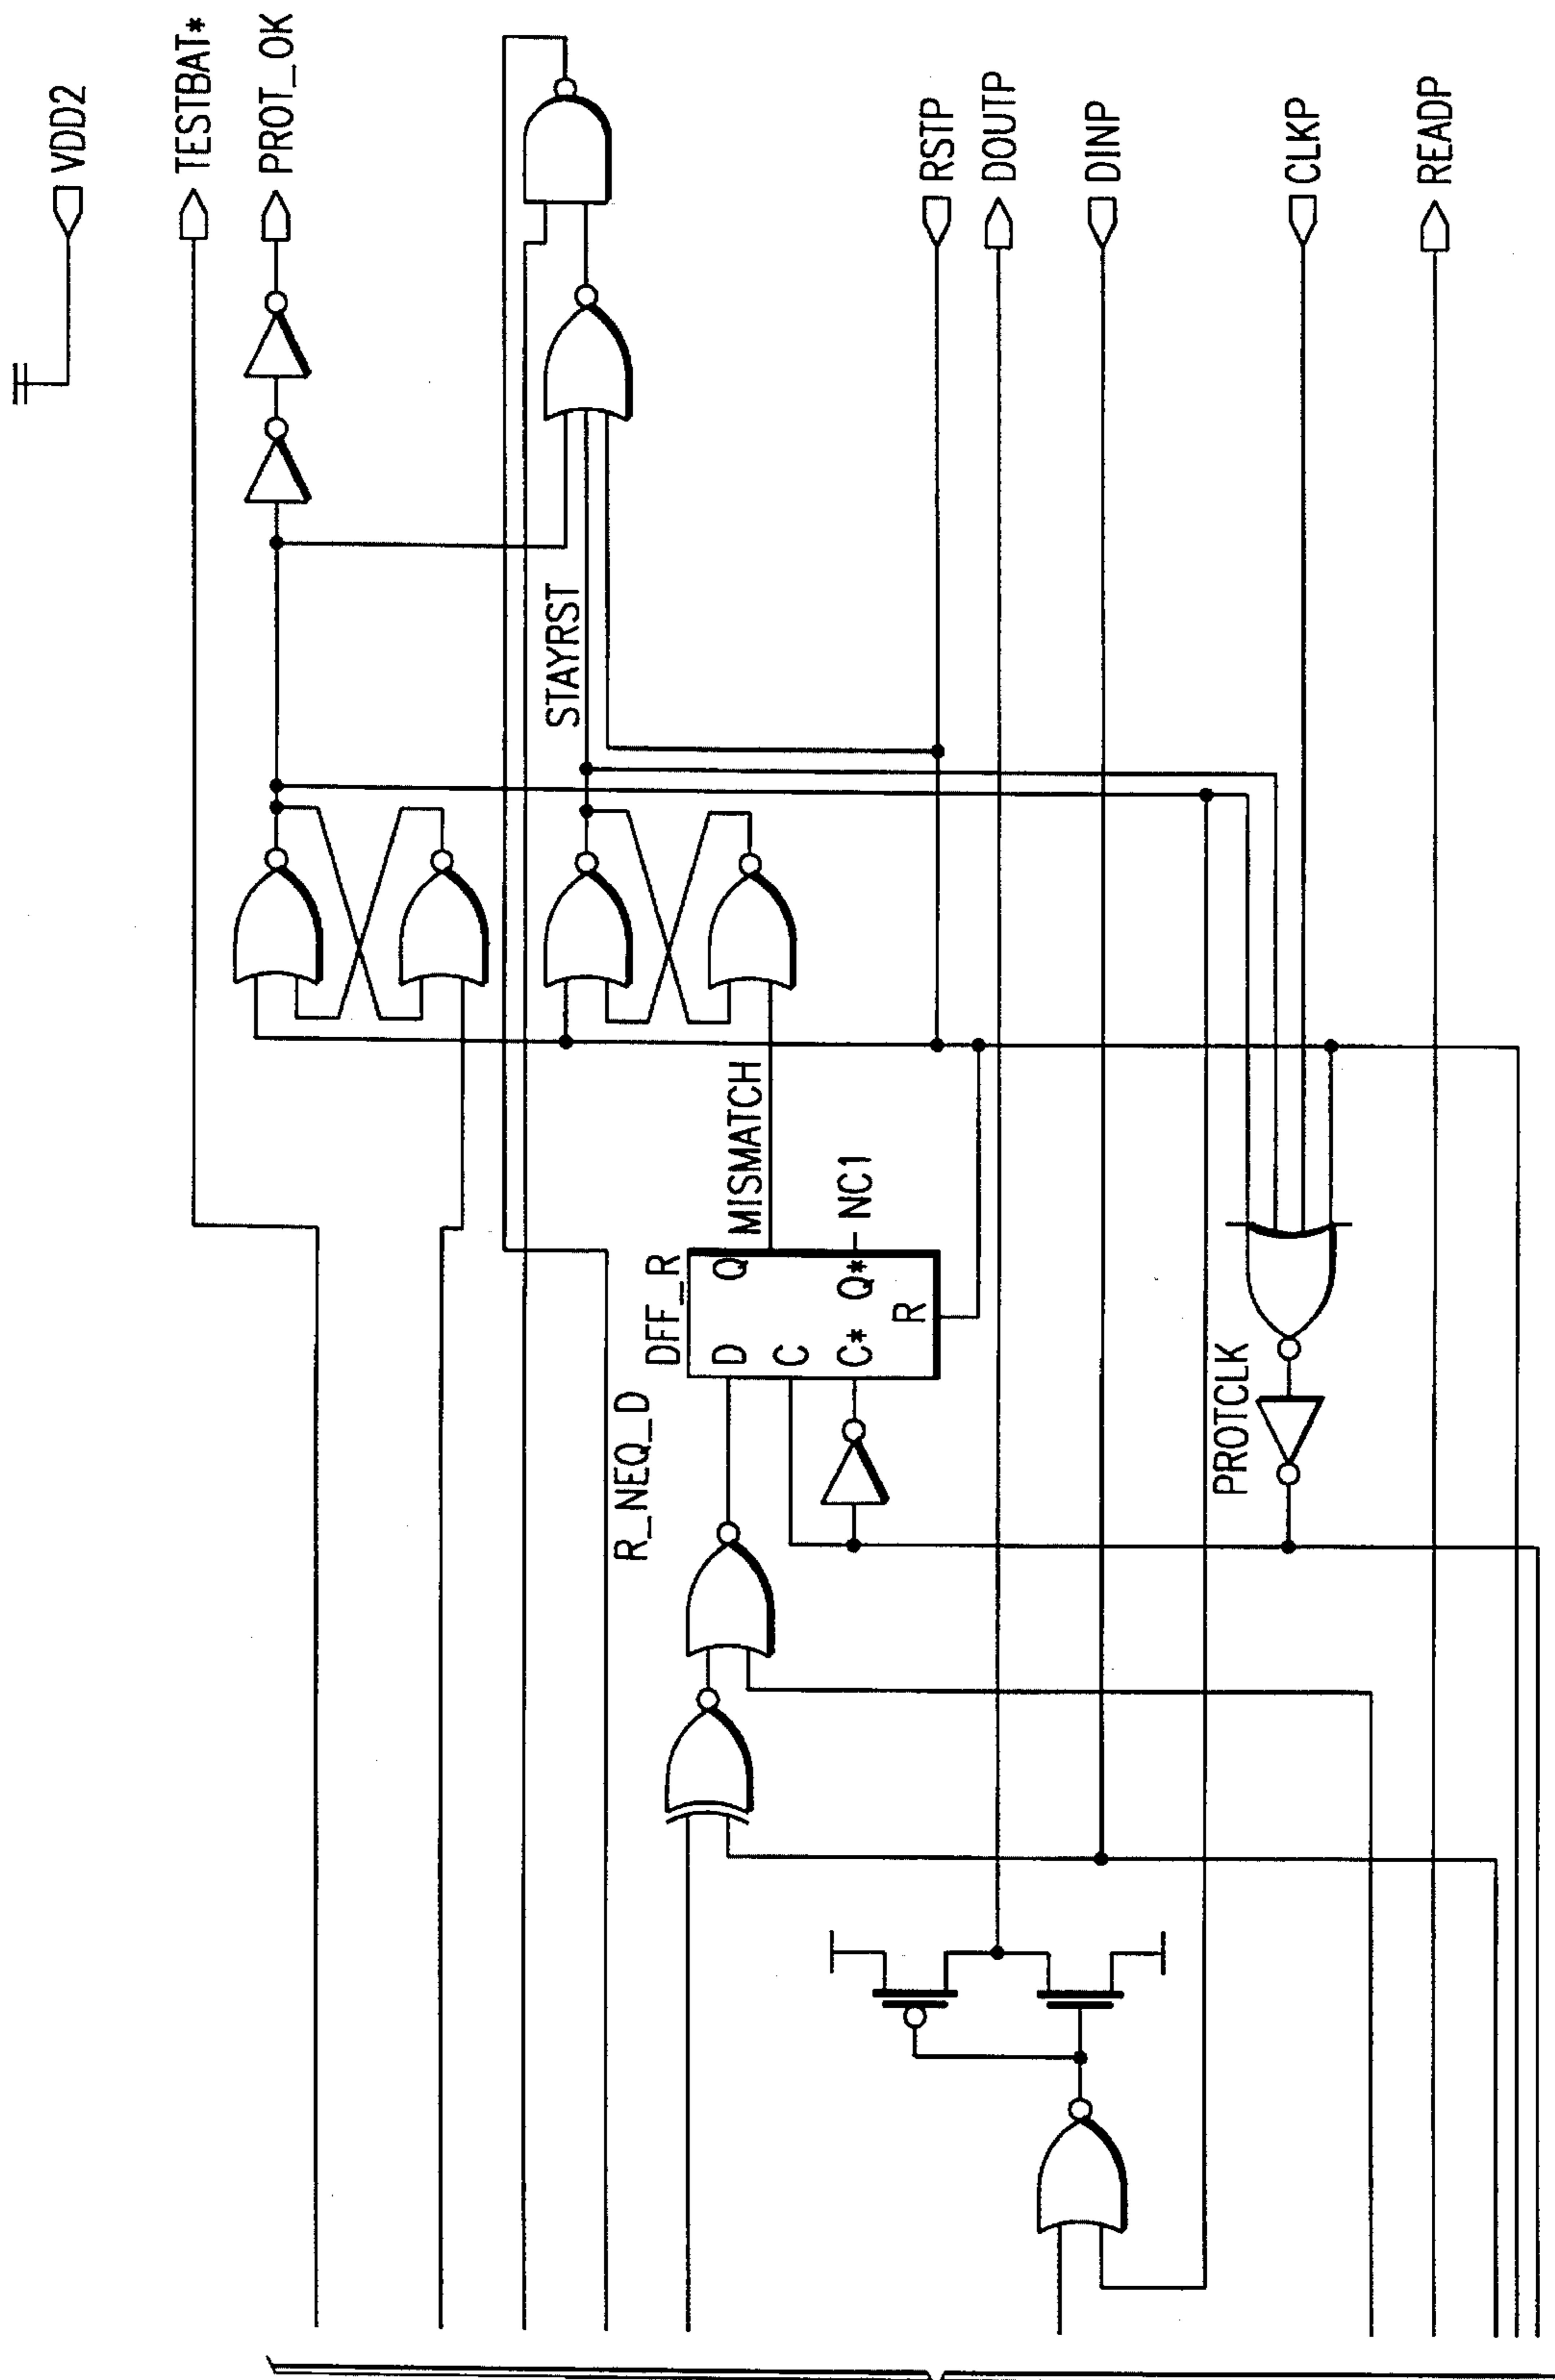 VDD2
TESTBAT*
PROT_OK
STAYRST
RSTP
DOUTP
DINP
CLKP
READP
MISMATCH
NC1
DFF_R
D
Q
C
C*
Q*
R
R_NEQ_D
PROTCLK